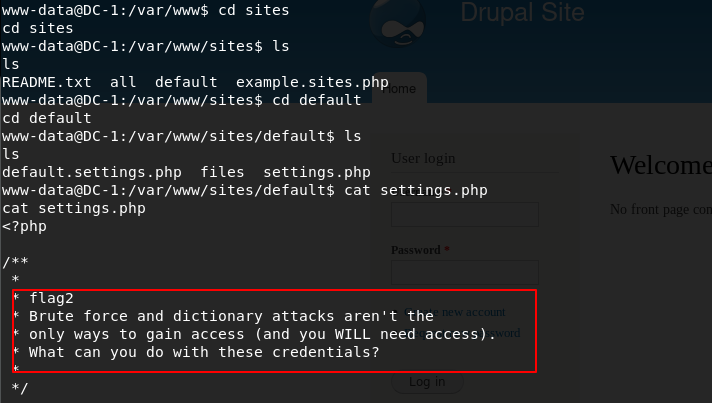 www-data@DC-1:/var/www$ cd sites
cd sites
www-data@DC-1:/var/www/sites$ ls
ls
README.txt  all  default  example.sites.php
www-data@DC-1:/var/www/sites$ cd default
cd default
www-data@DC-1:/var/www/sites/default$ ls
ls
default.settings.php  files  settings.php
www-data@DC-1:/var/www/sites/default$ cat settings.php
cat settings.php
<?php
/**
 *
 * flag2
 * Brute force and dictionary attacks aren't the
 * only ways to gain access (and you WILL need access).
 * What can you do with these credentials?
 *
 */
Drupal Site
Home
User login
Password *
new account
password
Log in
Welcome
No front page con